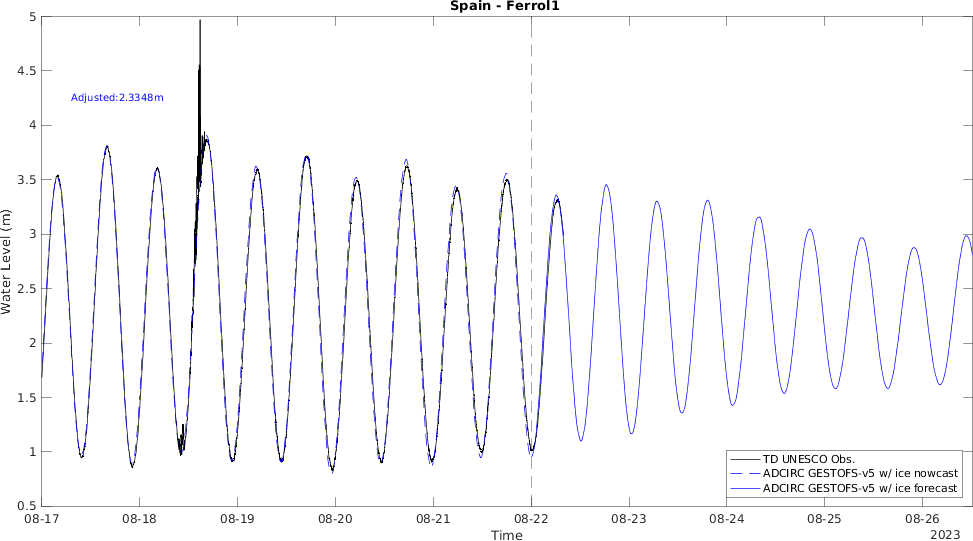 Spain - Ferrol1
5
4.5
Adjusted:2.3348m
4
3.5
3
Water Level (m)
2.5
2
1.5
1
0.5
TD UNESCO Obs.
ADCIRC GESTOFS-v5 w/ ice nowcast
ADCIRC GESTOFS-v5 w/ ice forecast
08-17 08-18 08-19 08-20 08-21 08-22 08-23 08-24 08-25 08-26
Time
2023